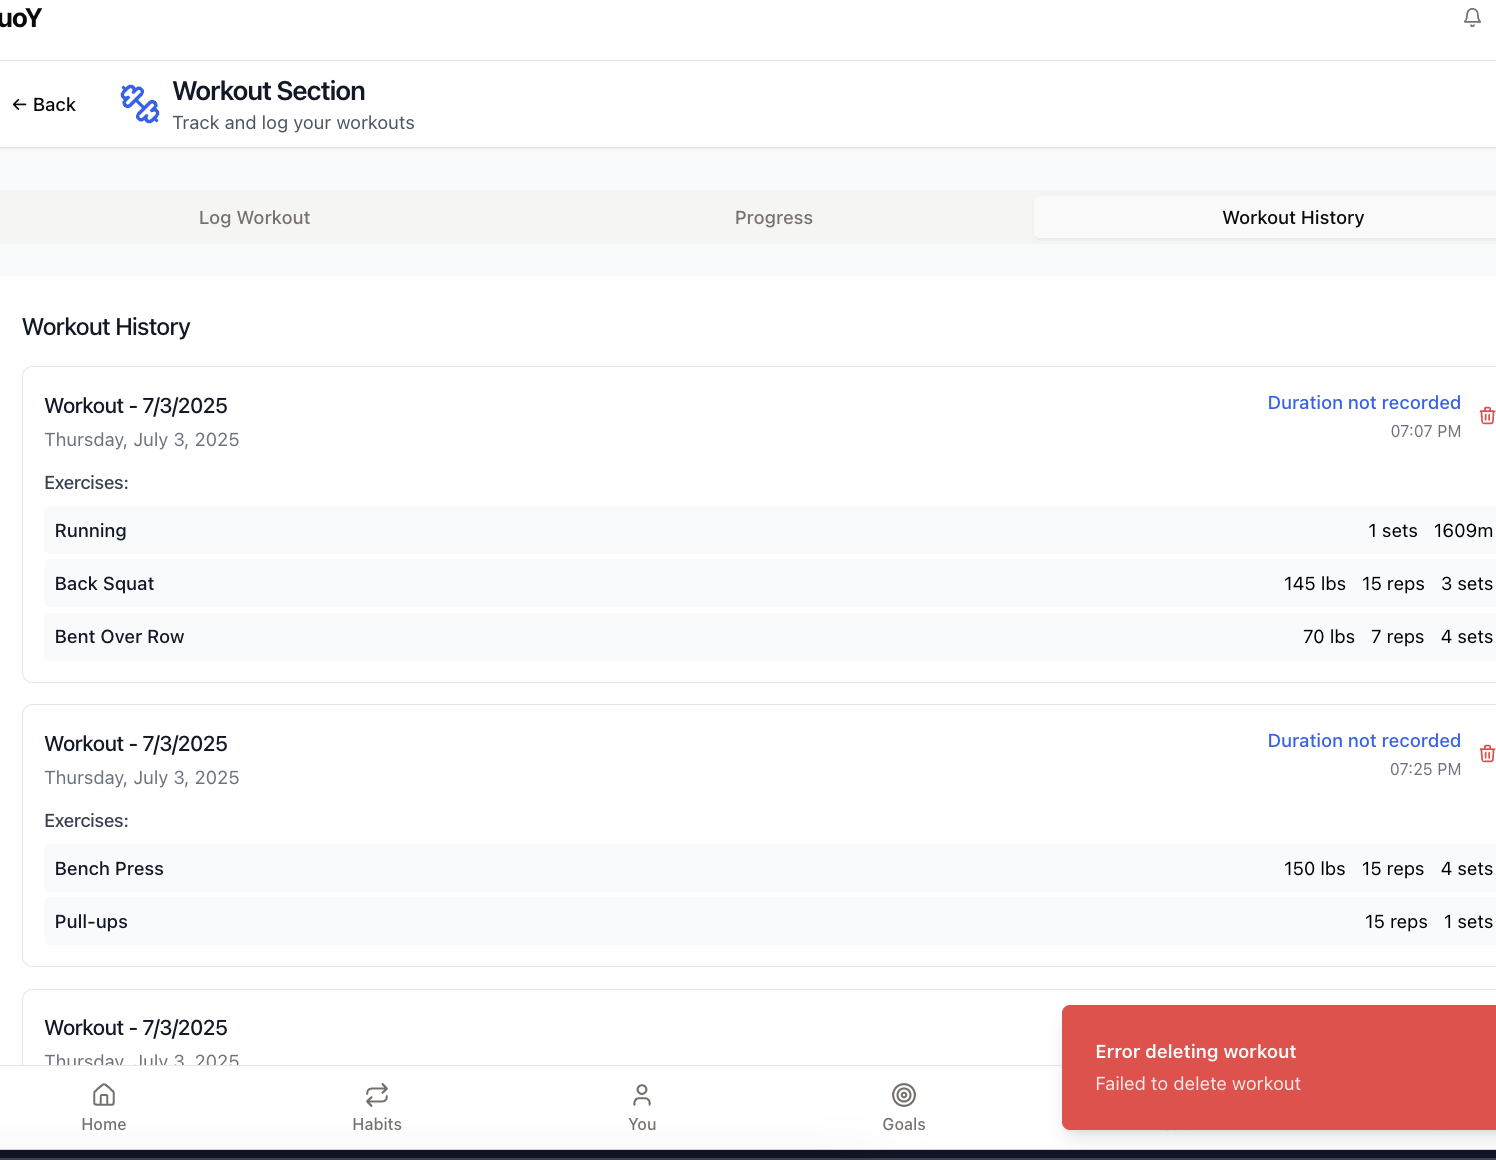 uoY
← Back
Workout Section
Track and log your workouts
Log Workout
Progress
Workout History
Workout History
Workout - 7/3/2025
Duration not recorded
Thursday, July 3, 2025
07:07 PM
Exercises:
Running 1 sets 1609m
Back Squat 145 lbs 15 reps 3 sets
Bent Over Row 70 lbs 7 reps 4 sets
Workout - 7/3/2025
Duration not recorded
Thursday, July 3, 2025
07:25 PM
Exercises:
Bench Press 150 lbs 15 reps 4 sets
Pull-ups 15 reps 1 sets
Workout - 7/3/2025
Thursday, July 3, 2025
Error deleting workout
Failed to delete workout
Home
Habits
You
Goals